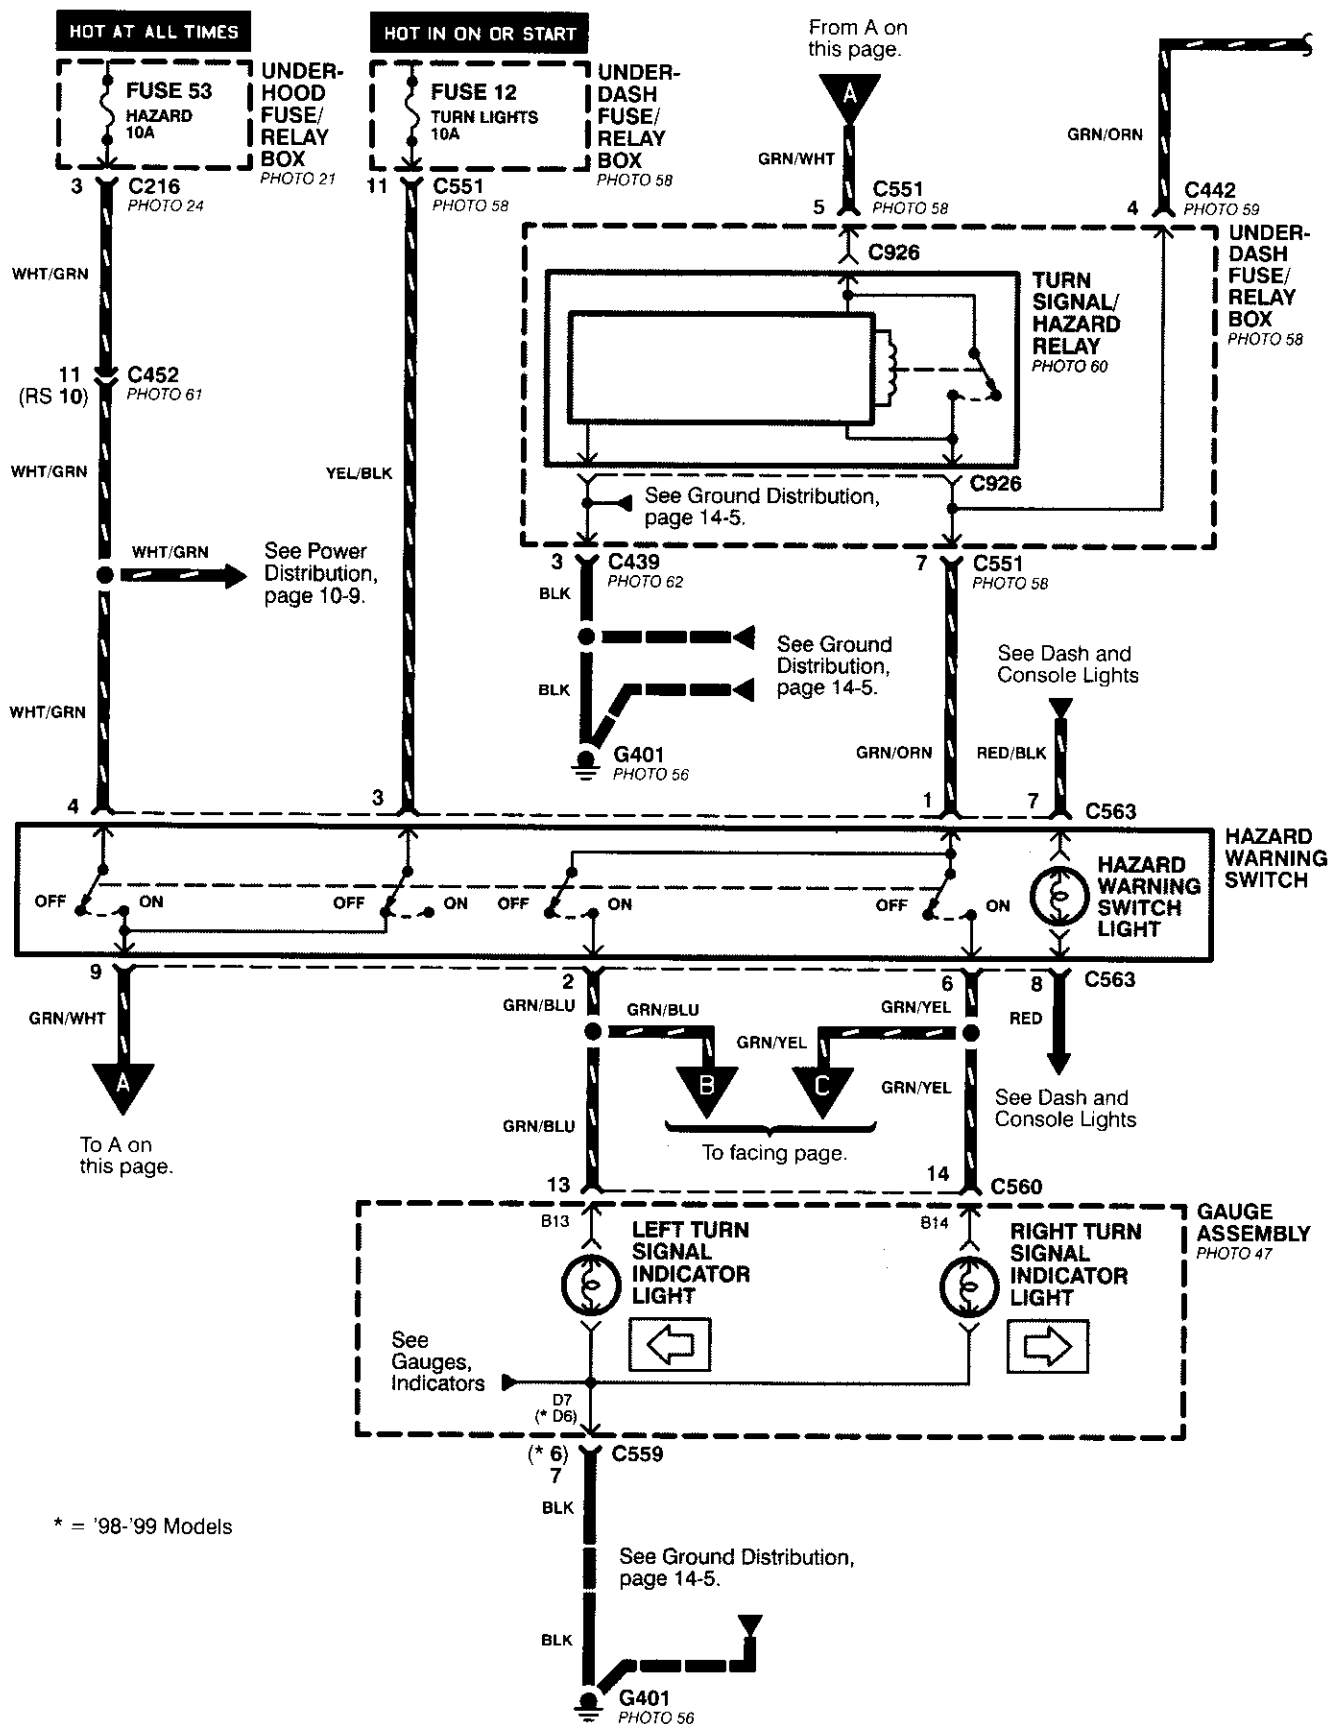 HOT AT ALL TIMES
FUSE 53
HAZARD
10A
UNDER-
HOOD
FUSE/
RELAY
BOX
PHOTO 21
3
C216
PHOTO 24
WHT/GRN
11
(RS 10)
C452
PHOTO 61
WHT/GRN
WHT/GRN
See Power
Distribution,
page 10-9.
WHT/GRN
HOT IN ON OR START
FUSE 12
TURN LIGHTS
10A
UNDER-
DASH
FUSE/
RELAY
BOX
PHOTO 58
11
C551
PHOTO 58
YEL/BLK
From A on
this page.
A
GRN/WHT
5
C551
PHOTO 58
GRN/ORN
4
C442
PHOTO 59
UNDER-
DASH
FUSE/
RELAY
BOX
PHOTO 58
C926
TURN
SIGNAL/
HAZARD
RELAY
PHOTO 60
C926
See Ground Distribution,
page 14-5.
3
C439
PHOTO 62
7
C551
PHOTO 58
BLK
See Ground
Distribution,
page 14-5.
BLK
G401
PHOTO 56
GRN/ORN
See Dash and
Console Lights
RED/BLK
4
3
1
7
C563
HAZARD
WARNING
SWITCH
OFF
ON
OFF
ON
OFF
ON
OFF
ON
HAZARD
WARNING
SWITCH
LIGHT
9
2
6
8
C563
GRN/WHT
A
To A on
this page.
GRN/BLU
GRN/BLU
GRN/YEL
GRN/YEL
RED
B
C
GRN/BLU
GRN/YEL
To facing page.
See Dash and
Console Lights
13
14
C560
GAUGE
ASSEMBLY
PHOTO 47
B13
LEFT TURN
SIGNAL
INDICATOR
LIGHT
B14
RIGHT TURN
SIGNAL
INDICATOR
LIGHT
See
Gauges,
Indicators
D7
(* D6)
(* 6)
7
C559
BLK
* = '98-'99 Models
See Ground Distribution,
page 14-5.
BLK
G401
PHOTO 56